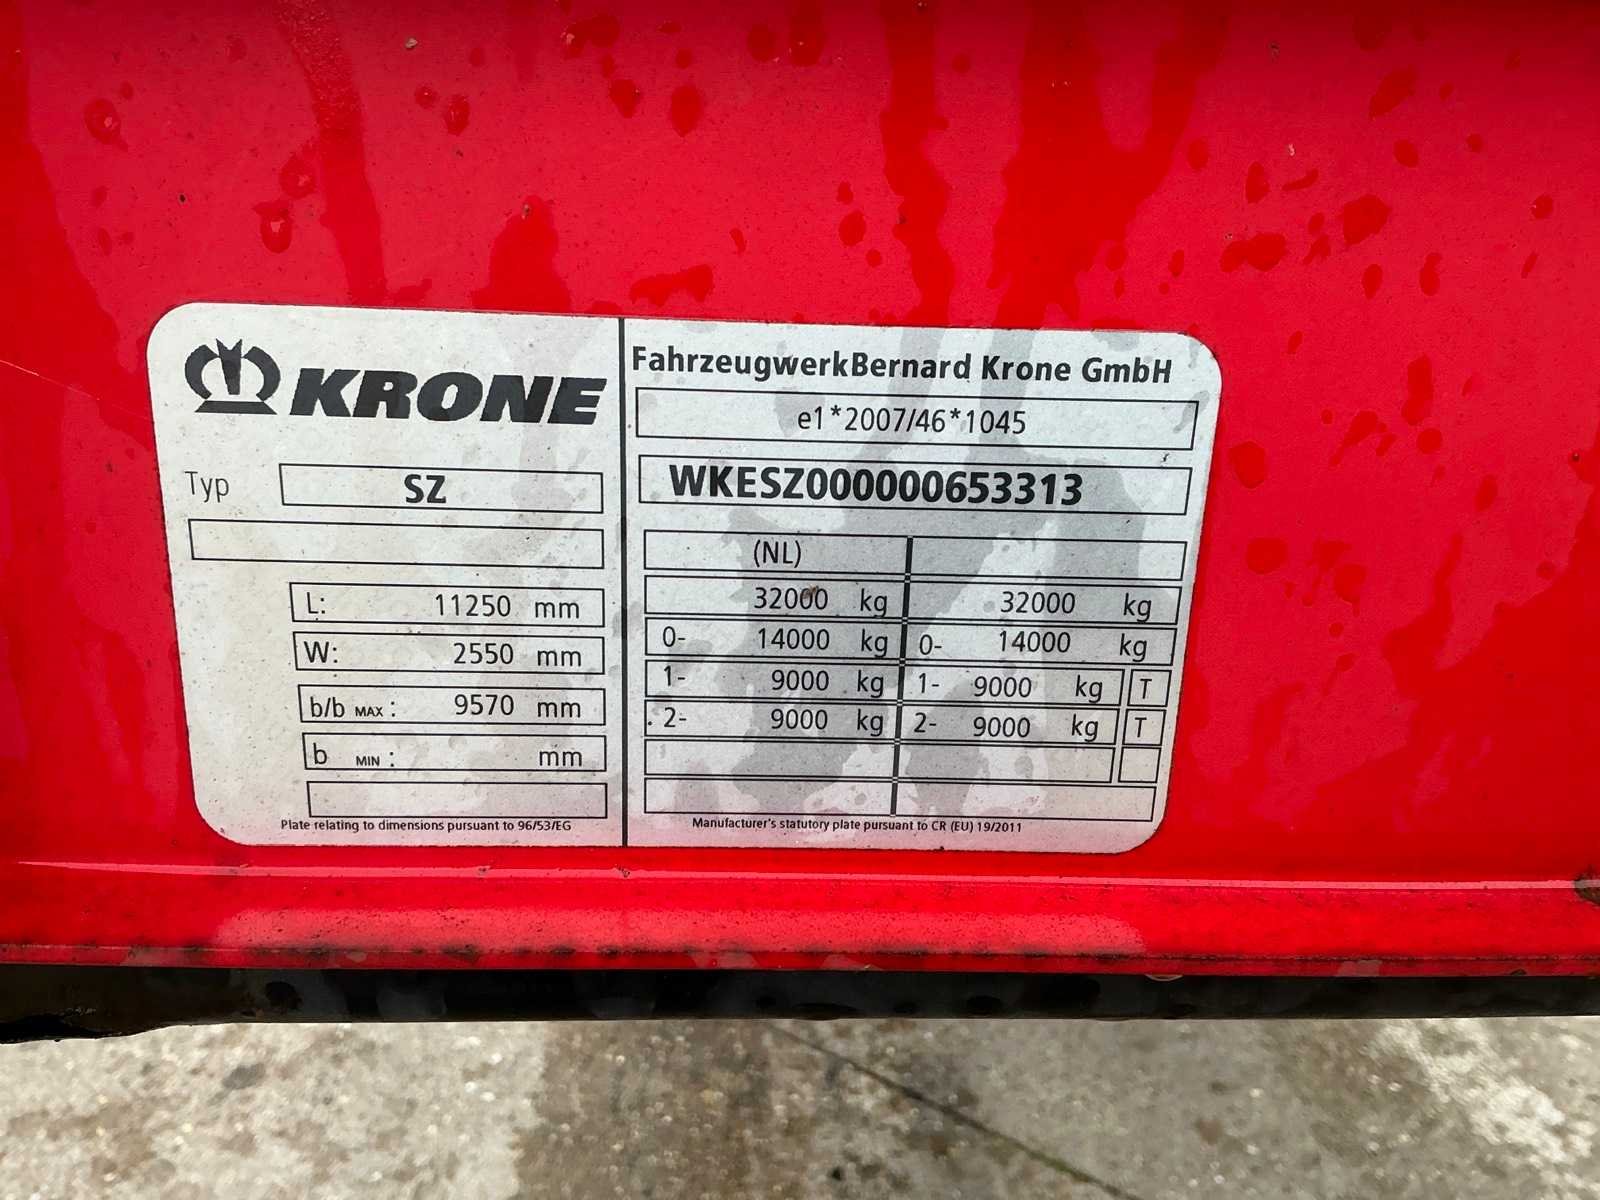 KRONE
Typ SZ
L: 11250 mm
W: 2550 mm
b/b MAX : 9570 mm
b MIN : mm
Plate relating to dimensions pursuant to 96/53/EG
FahrzeugwerkBernard Krone GmbH
e1*2007/46*1045
WKESZ000000653313
(NL)
32000 kg 32000 kg
0- 14000 kg 0- 14000 kg
1- 9000 kg 1- 9000 kg T
2- 9000 kg 2- 9000 kg T
Manufacturer's statutory plate pursuant to CR (EU) 19/2011